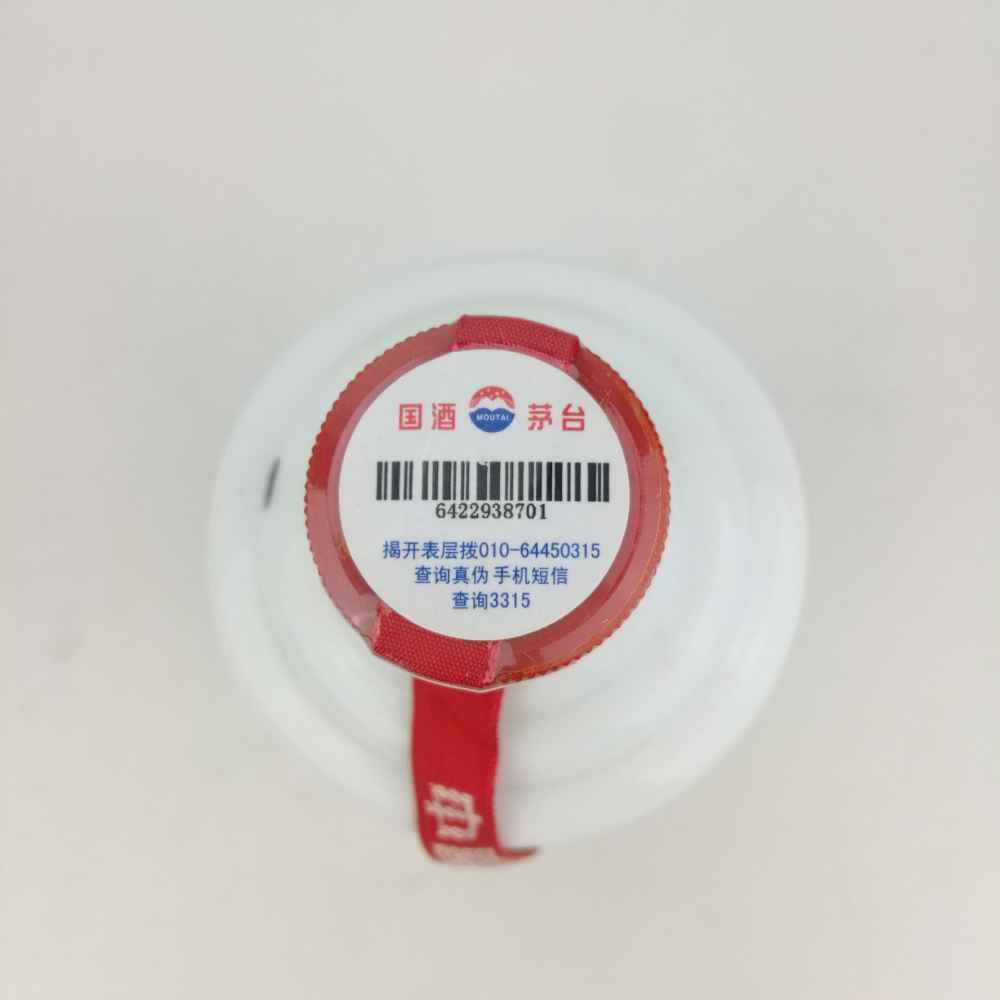 国酒 MOUTAI 茅台
6422938701
揭开表层拨010-64450315
查询真伪 手机短信
查询3315
中